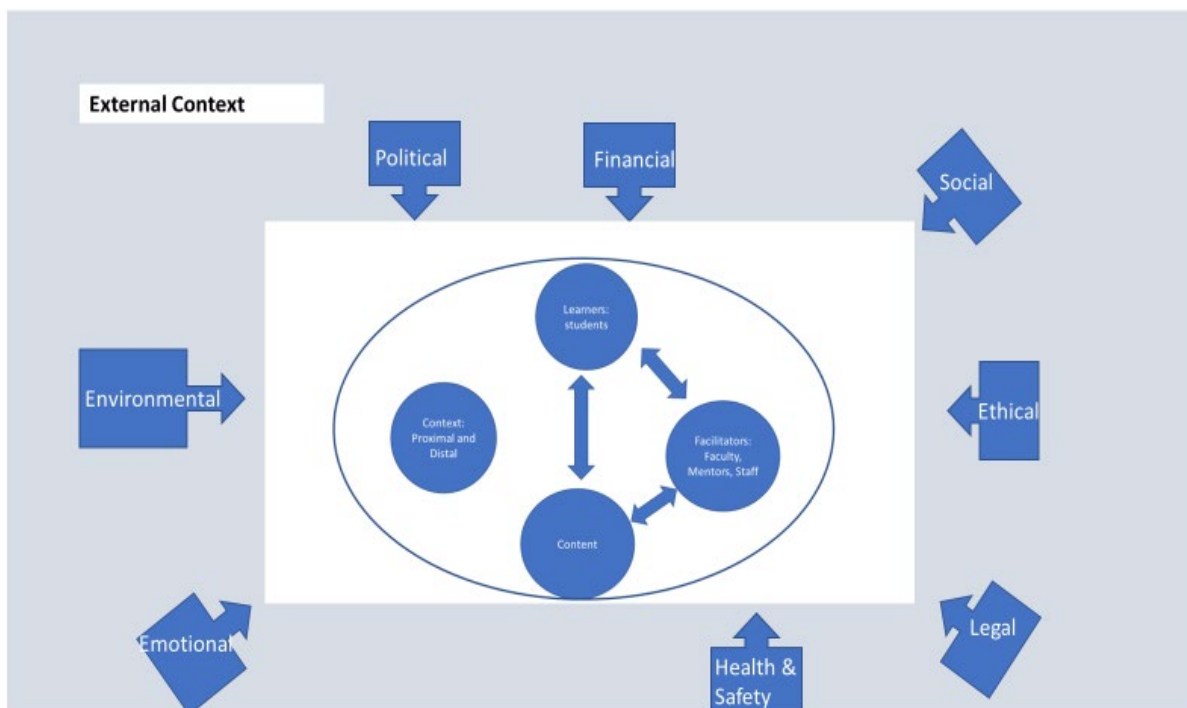 External Context
Political
Financial
Social
Learners:
students
Environmental
Context:
Proximal and
Distal
Facilitators:
Faculty,
Mentors, Staff
Ethical
Content
Emotional
Health &
Safety
Legal